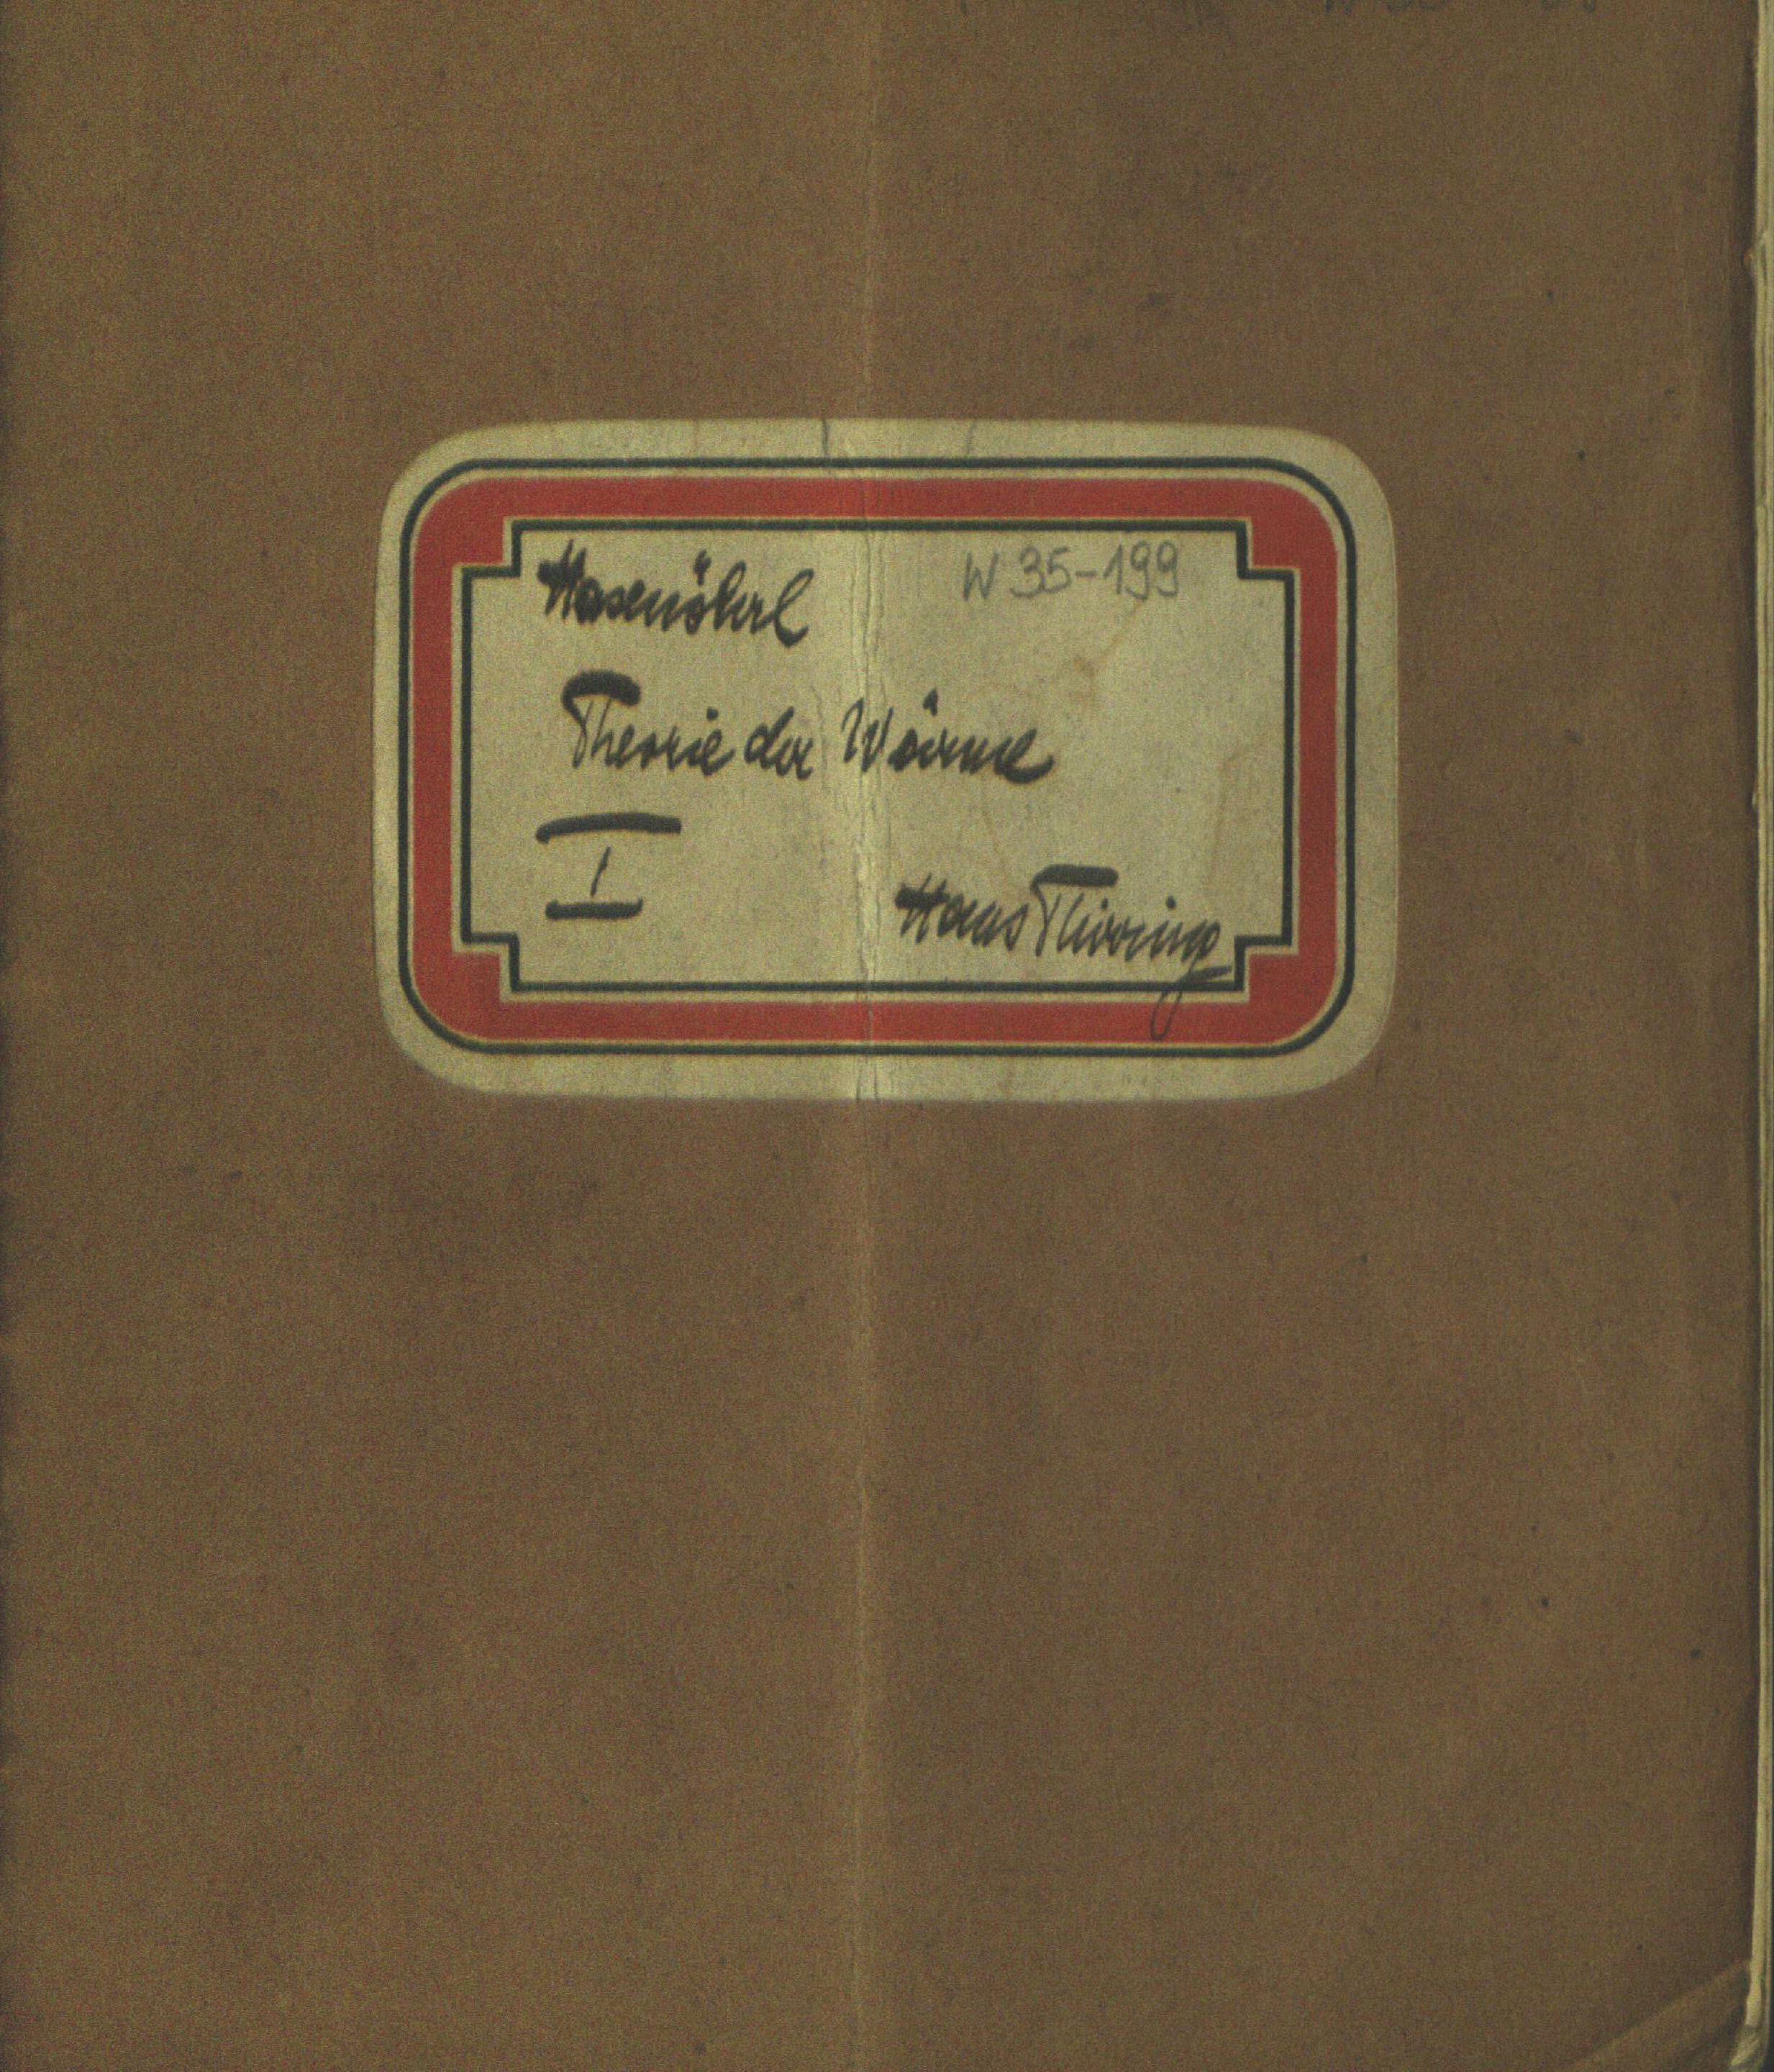 Hasenöhrl W 35-199
Theorie der Wärme
I
Hans Thirring